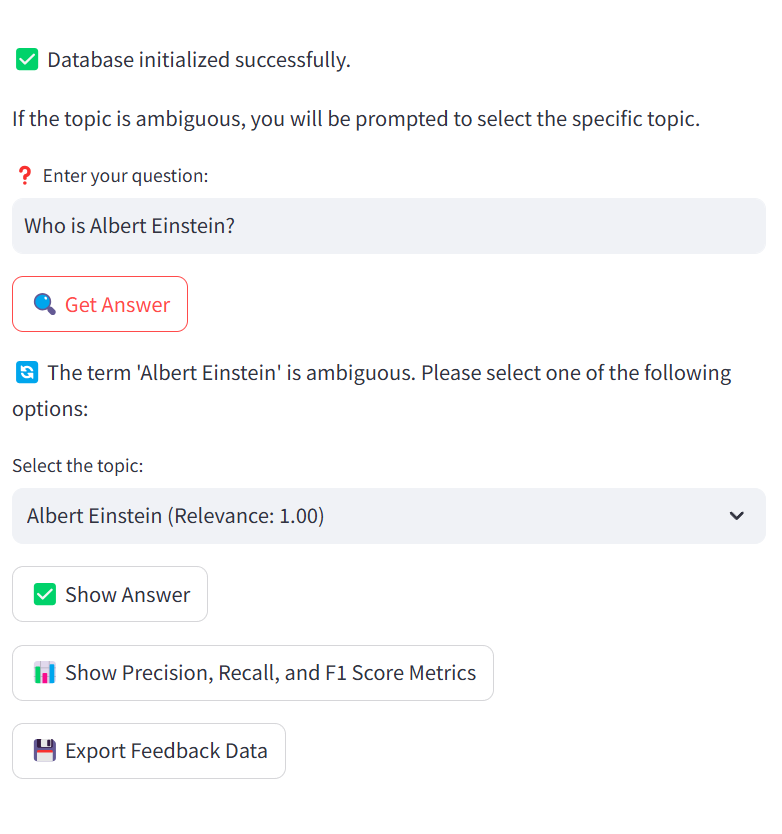 ✅ Database initialized successfully.
If the topic is ambiguous, you will be prompted to select the specific topic.
❓ Enter your question:
Who is Albert Einstein?
🔍 Get Answer
🔄 The term 'Albert Einstein' is ambiguous. Please select one of the following
options:
Select the topic:
Albert Einstein (Relevance: 1.00)
✅ Show Answer
📊 Show Precision, Recall, and F1 Score Metrics
💾 Export Feedback Data